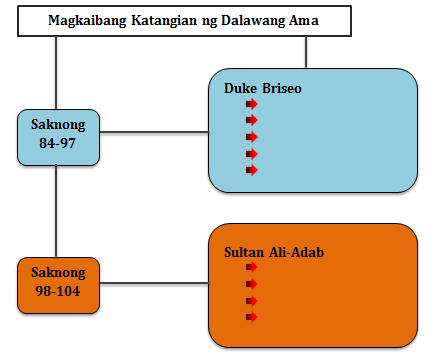 Magkaibang Katangian ng Dalawang Ama
Duke Briseo
Saknong
84-97
Sultan Ali-Adab
Saknong
98-104